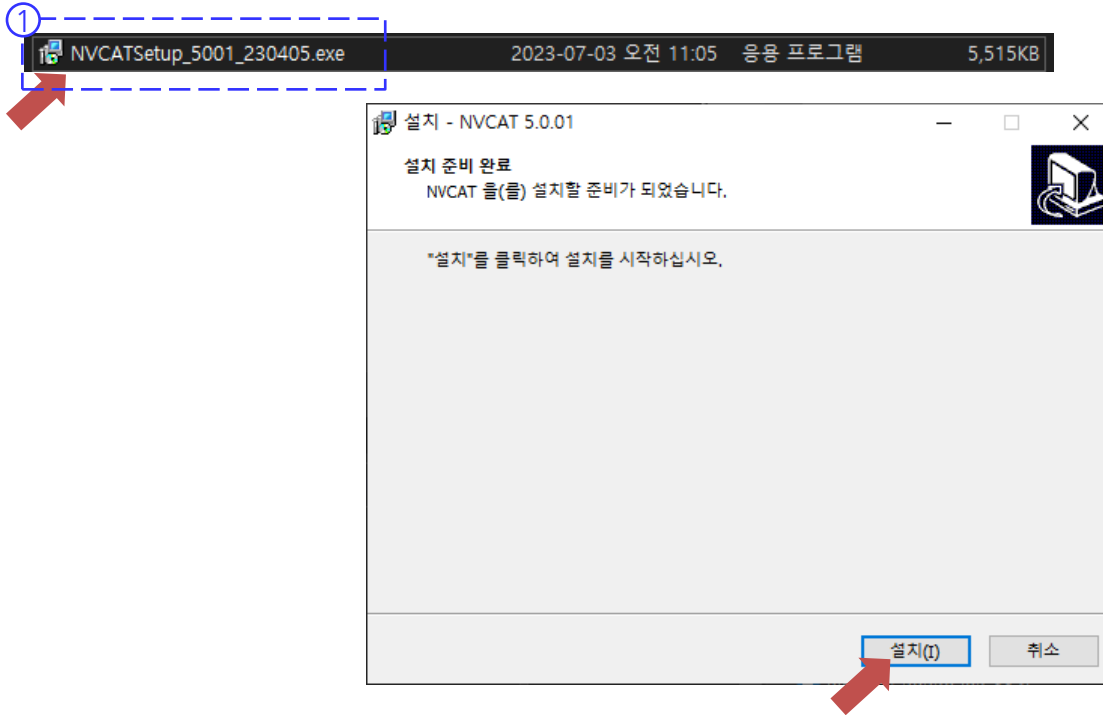 ①
NVCATSetup_5001_230405.exe 2023-07-03 오전 11:05 응용 프로그램 5,515KB
설치 - NVCAT 5.0.01
설치 준비 완료
NVCAT 을(를) 설치할 준비가 되었습니다.
"설치"를 클릭하여 설치를 시작하십시오.
설치(I) 취소